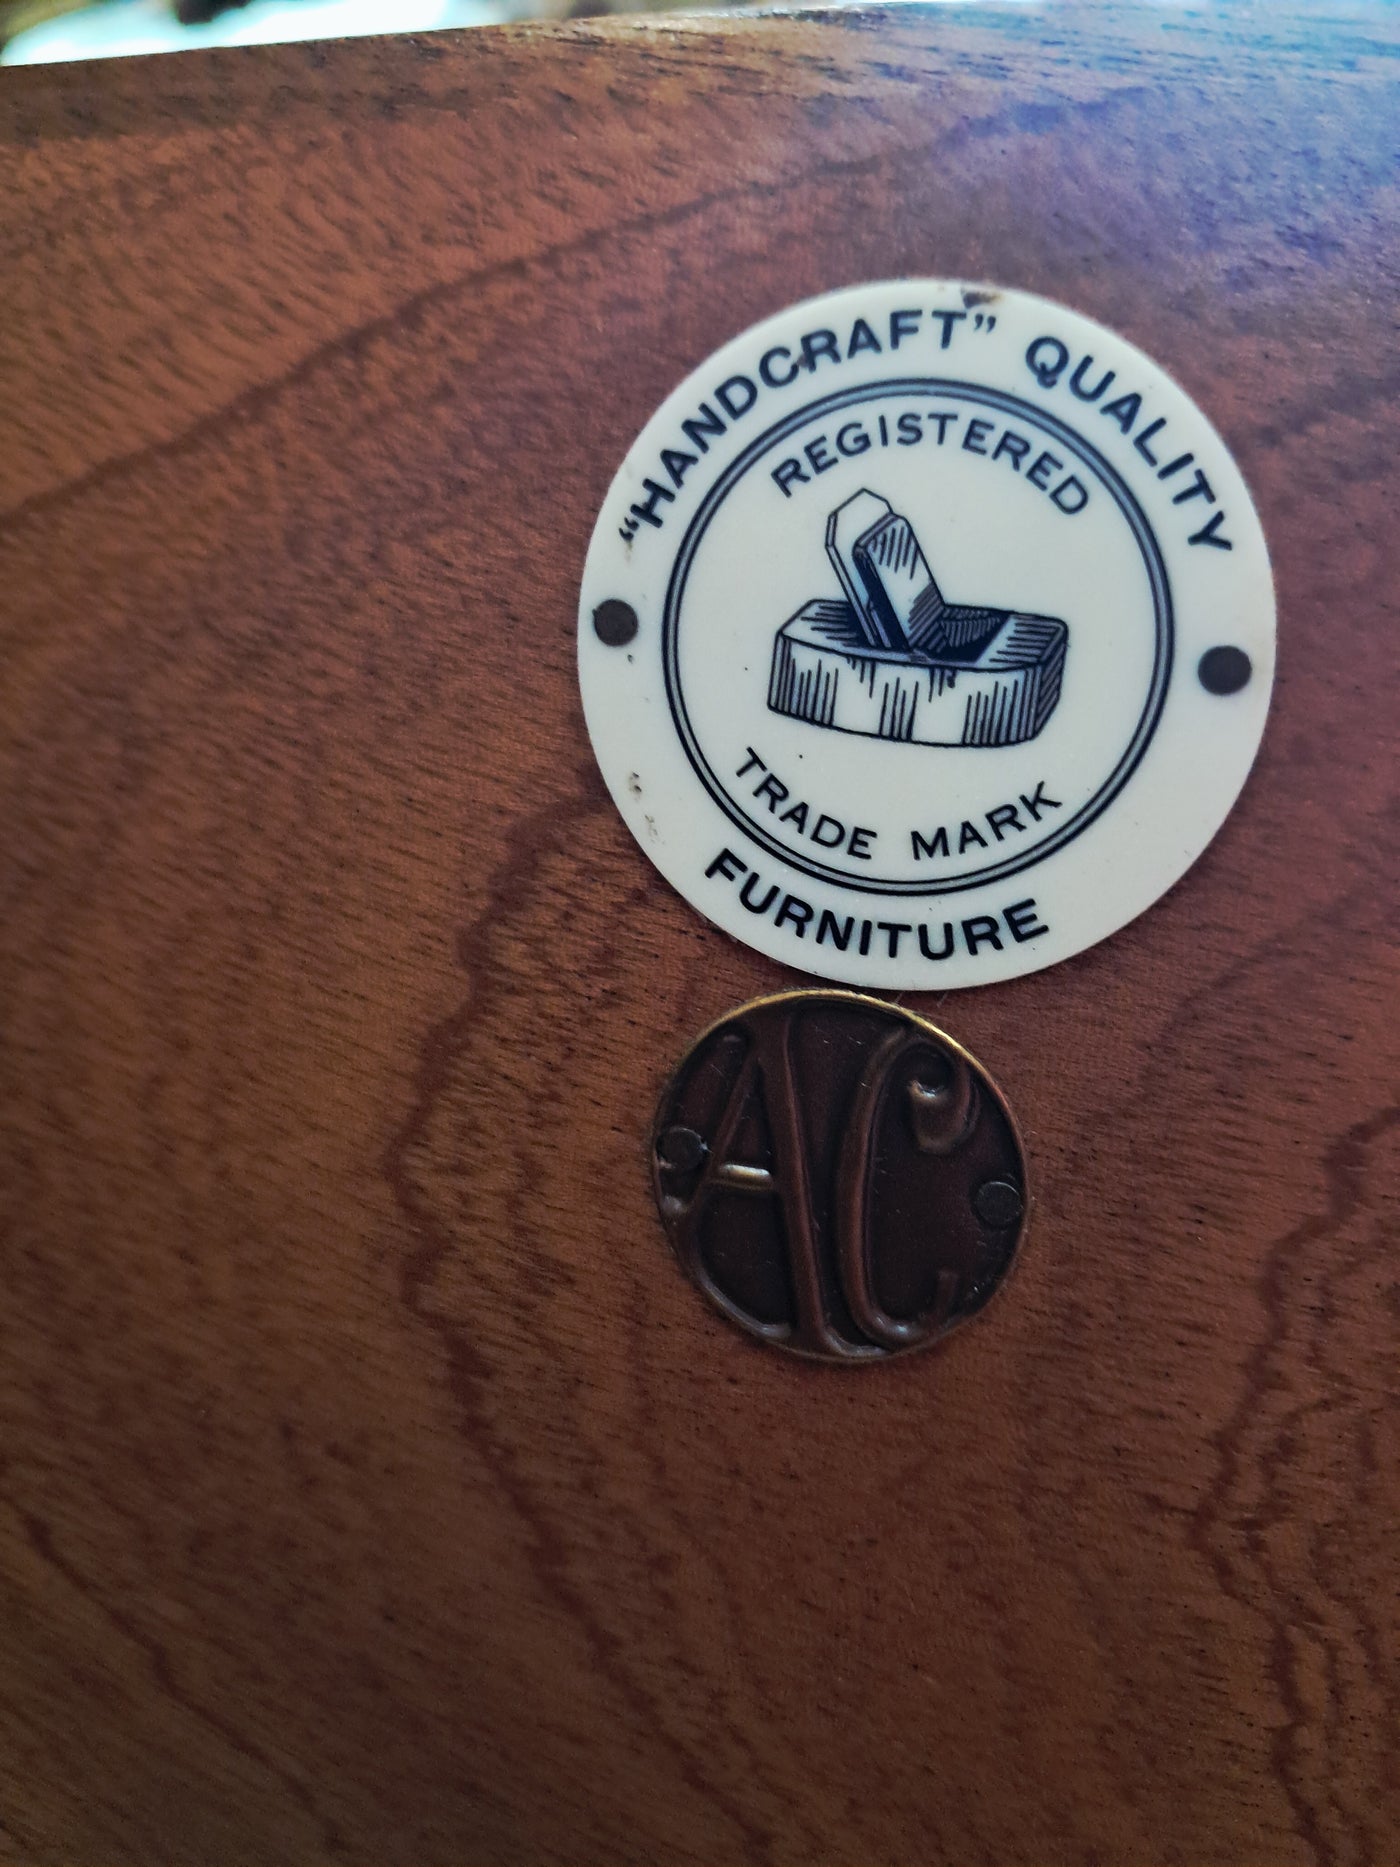 “HANDCRAFT” QUALITY
REGISTERED
TRADE MARK
FURNITURE
AC